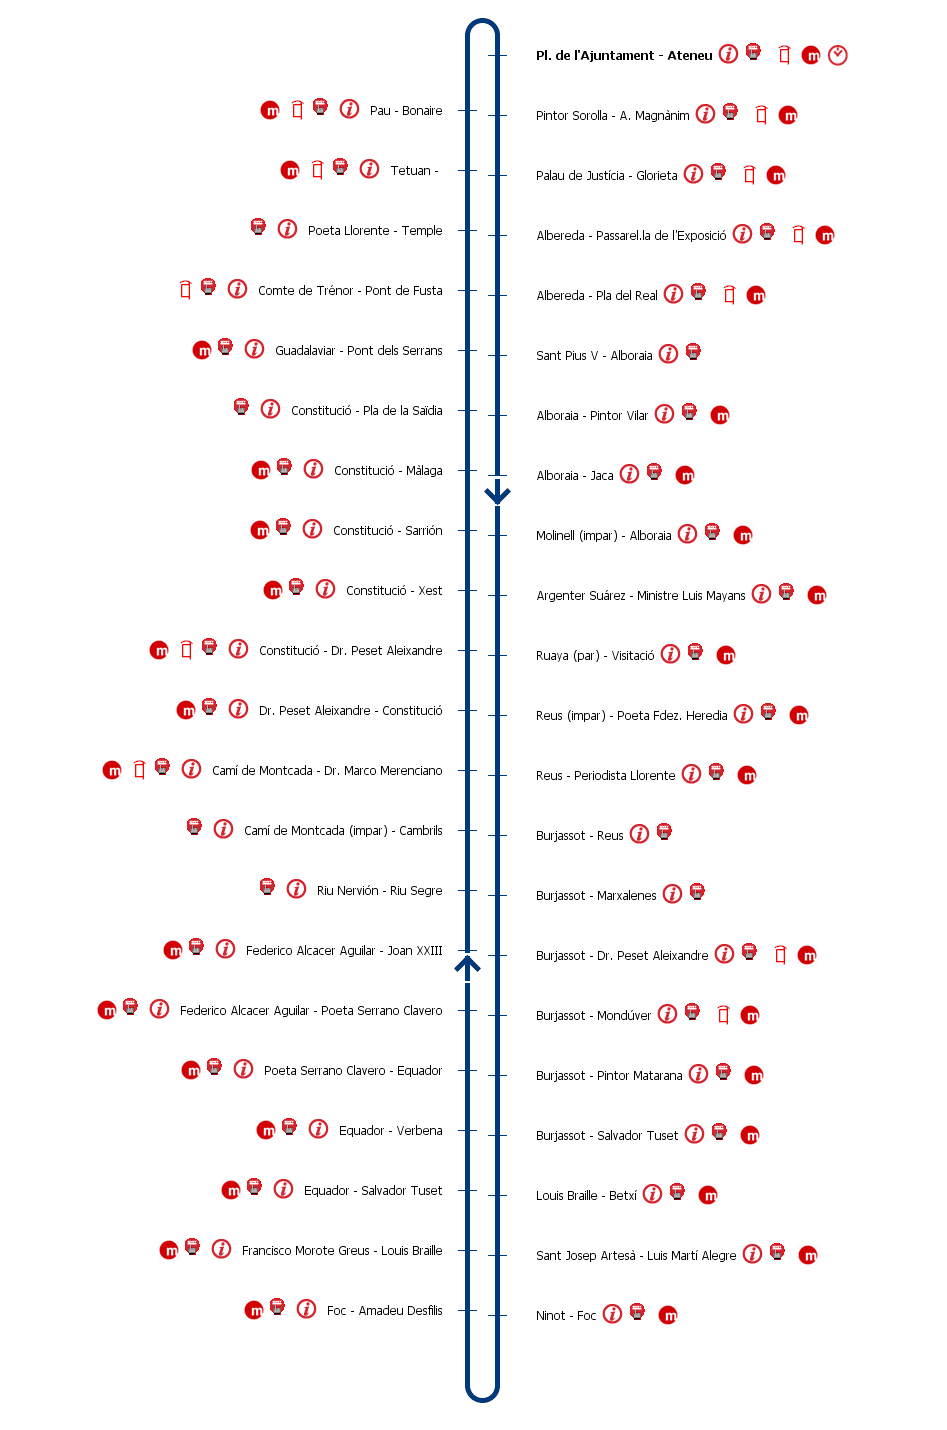 Pl. de l'Ajuntament - Ateneu
Pau - Bonaire
Pintor Sorolla - A. Magnànim
Tetuan -
Palau de Justícia - Glorieta
Poeta Llorente - Temple
Albereda - Passarel.la de l'Exposició
Comte de Trénor - Pont de Fusta
Albereda - Pla del Real
Guadalaviar - Pont dels Serrans
Sant Pius V - Alboraia
Constitució - Pla de la Saïdia
Alboraia - Pintor Vilar
Constitució - Màlaga
Alboraia - Jaca
Constitució - Sarrión
Molinell (impar) - Alboraia
Constitució - Xest
Argenter Suárez - Ministre Luis Mayans
Constitució - Dr. Peset Aleixandre
Ruaya (par) - Visitació
Dr. Peset Aleixandre - Constitució
Reus (impar) - Poeta Fdez. Heredia
Camí de Montcada - Dr. Marco Merenciano
Reus - Periodista Llorente
Camí de Montcada (impar) - Cambrils
Burjassot - Reus
Riu Nervión - Riu Segre
Burjassot - Marxalenes
Federico Alcacer Aguilar - Joan XXIII
Burjassot - Dr. Peset Aleixandre
Federico Alcacer Aguilar - Poeta Serrano Clavero
Burjassot - Mondúver
Poeta Serrano Clavero - Equador
Burjassot - Pintor Matarana
Equador - Verbena
Burjassot - Salvador Tuset
Equador - Salvador Tuset
Louis Braille - Betxí
Francisco Morote Greus - Louis Braille
Sant Josep Artesà - Luis Martí Alegre
Foc - Amadeu Desfilis
Ninot - Foc